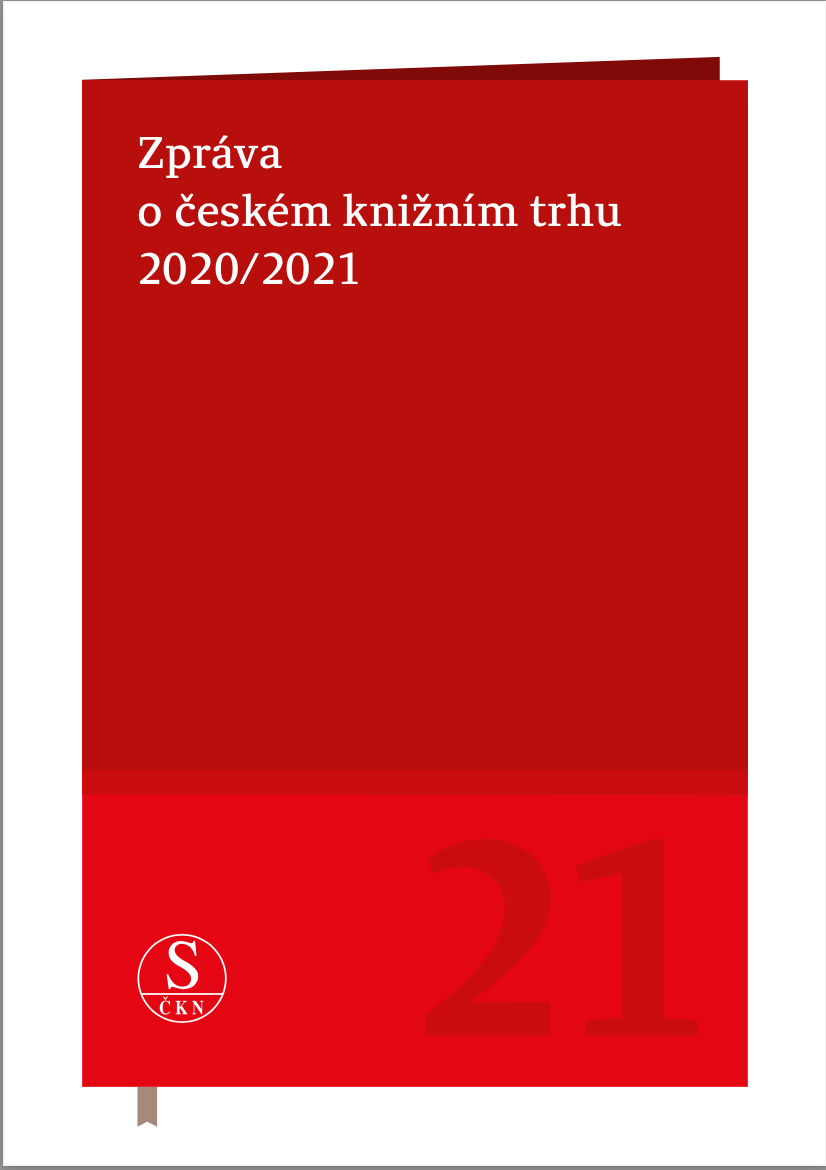 Zpráva
o českém knižním trhu
2020/2021
21
S
ČKN